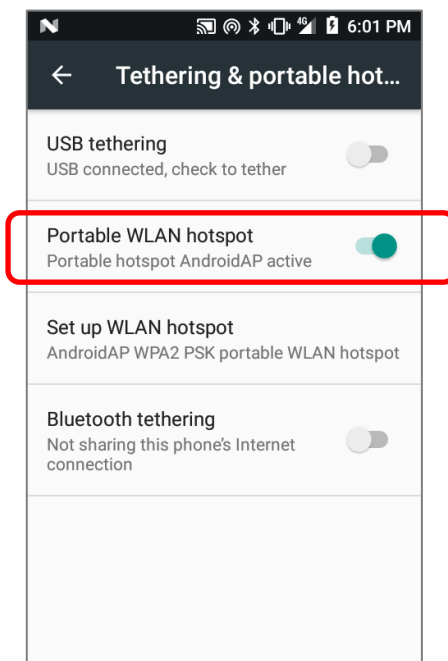 4G 6:01 PM
Tethering & portable hot...
USB tethering
USB connected, check to tether
Portable WLAN hotspot
Portable hotspot AndroidAP active
Set up WLAN hotspot
AndroidAP WPA2 PSK portable WLAN hotspot
Bluetooth tethering
Not sharing this phone's Internet
connection